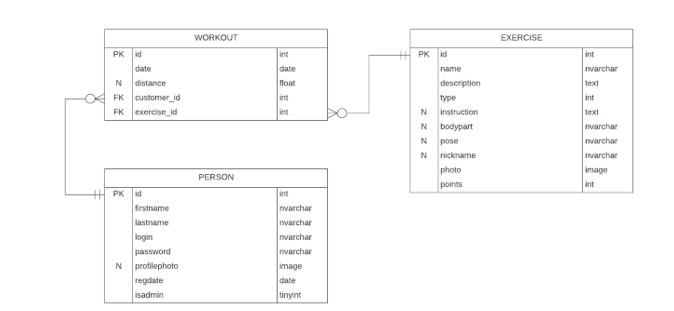 WORKOUT
PK id int
date date
N distance float
FK customer_id int
FK exercise_id int
EXERCISE
PK id int
name nvarchar
description text
type int
N instruction text
N bodypart nvarchar
N pose nvarchar
N nickname nvarchar
photo image
points int
PERSON
PK id int
firstname nvarchar
lastname nvarchar
login nvarchar
password nvarchar
N profilephoto image
regdate date
isadmin tinyint